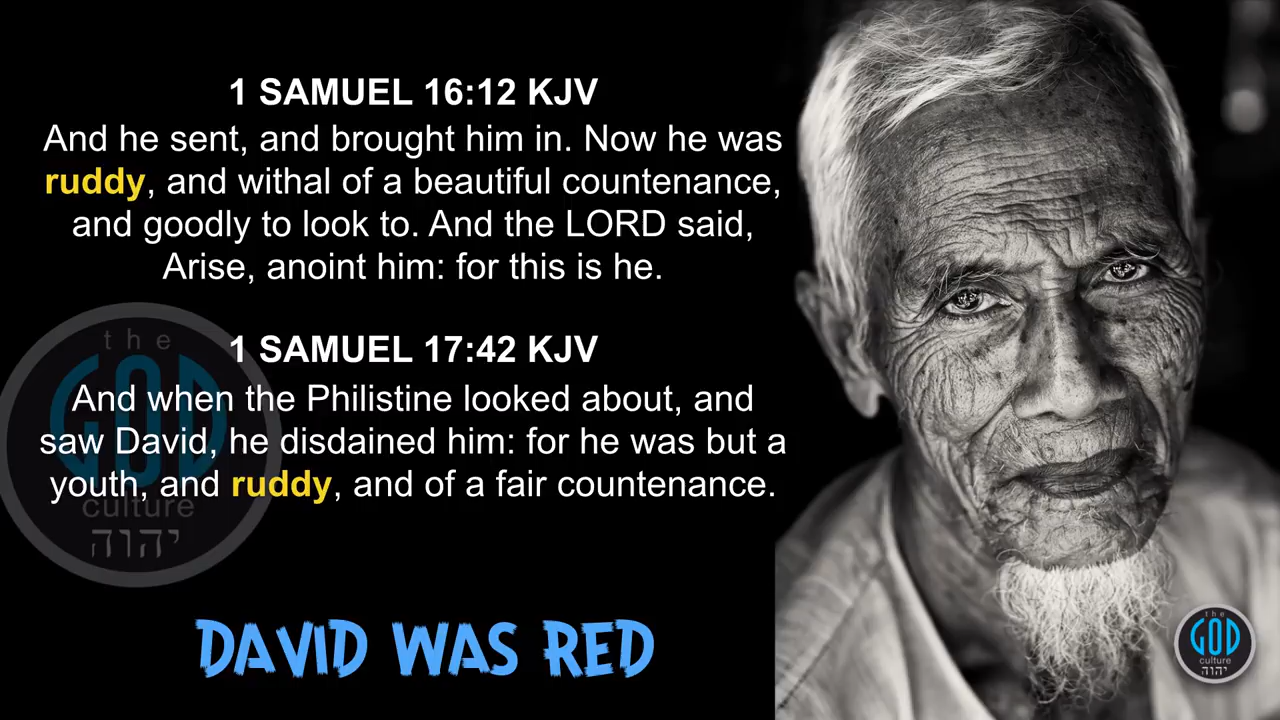 1 SAMUEL 16:12 KJV
And he sent, and brought him in. Now he was
ruddy, and withal of a beautiful countenance,
and goodly to look to. And the LORD said,
Arise, anoint him: for this is he.
1 SAMUEL 17:42 KJV
And when the Philistine looked about, and
saw David, he disdained him: for he was but a
youth, and ruddy, and of a fair countenance.
the
GOD
culture
יהוה
DAVID WAS RED
the
GOD
culture
יהוה